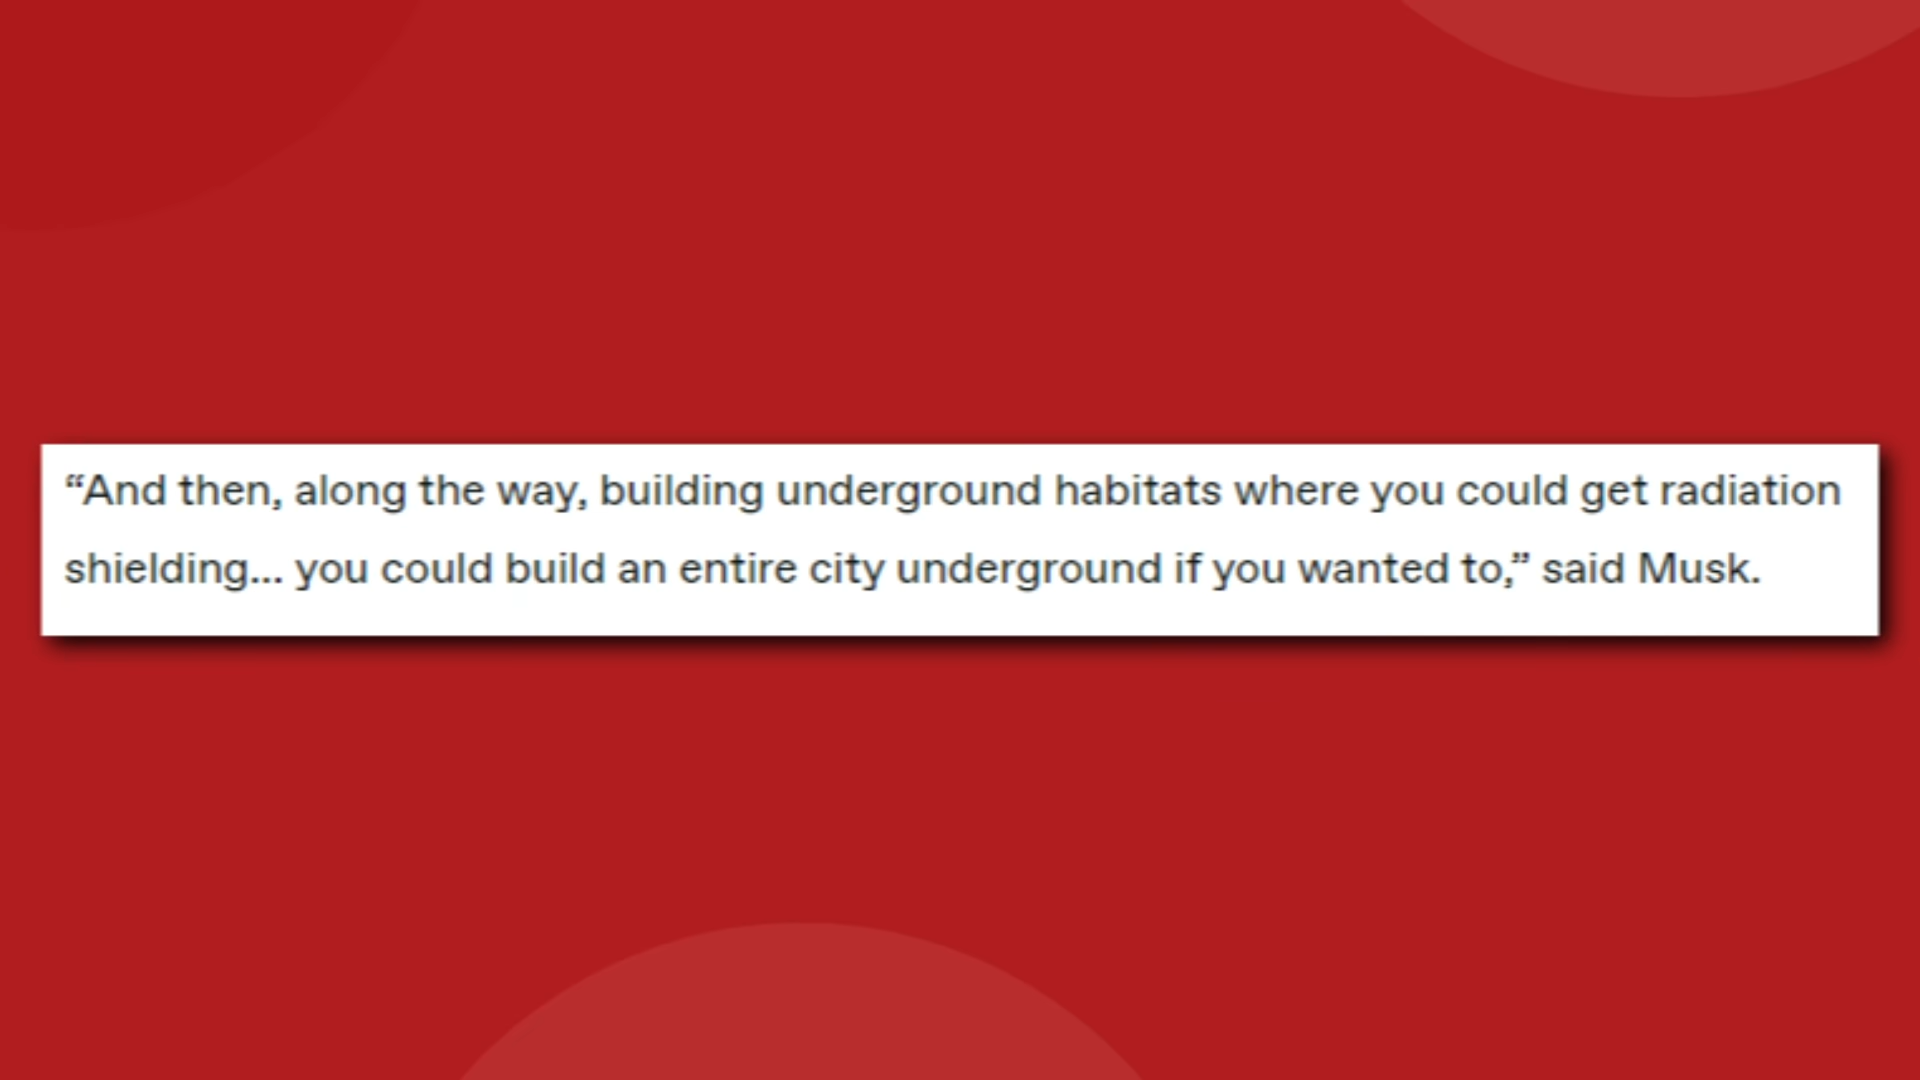 “And then, along the way, building underground habitats where you could get radiation
shielding... you could build an entire city underground if you wanted to,” said Musk.